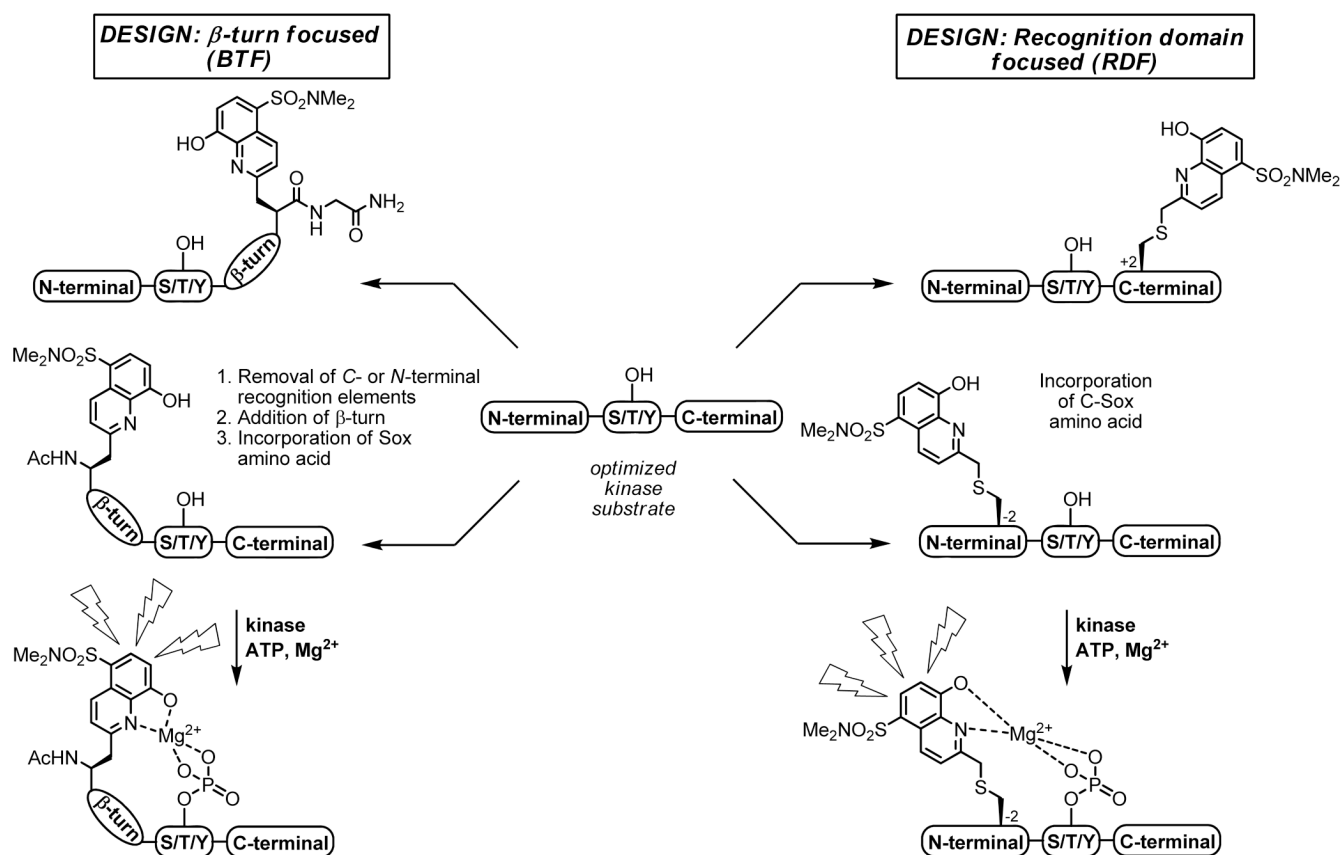 DESIGN: β-turn focused
(BTF)
DESIGN: Recognition domain
focused (RDF)
SO₂NMe₂
HO
N
O
NH₂
N
H
O
OH
β-turn
N-terminal
S/T/Y
HO
N
SO₂NMe₂
S
OH
+2
N-terminal
S/T/Y
C-terminal
Me₂NO₂S
OH
N
AcHN
β-turn
OH
S/T/Y
C-terminal
1. Removal of C- or N-terminal
recognition elements
2. Addition of β-turn
3. Incorporation of Sox
amino acid
OH
N-terminal
S/T/Y
C-terminal
optimized
kinase
substrate
Incorporation
of C-Sox
amino acid
OH
Me₂NO₂S
N
S
-2
OH
N-terminal
S/T/Y
C-terminal
kinase
ATP, Mg²⁺
Me₂NO₂S
O
N
Mg²⁺
AcHN
O
O
P
O
O
β-turn
S/T/Y
C-terminal
kinase
ATP, Mg²⁺
O
Me₂NO₂S
N
Mg²⁺
O
O
P
S
O
O
-2
N-terminal
S/T/Y
C-terminal